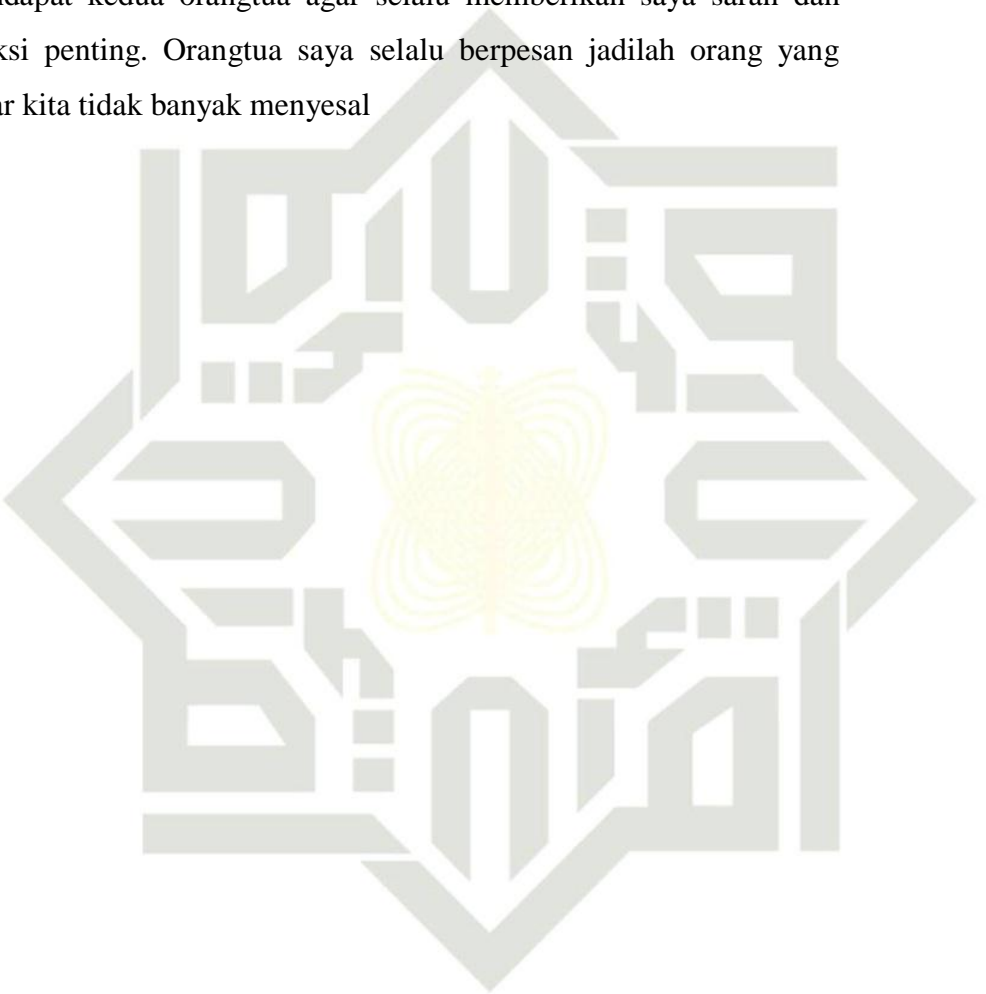 dapat kedua orangtua agar selalu memberikan saya saran dan
ksi penting. Orangtua saya selalu berpesan jadilah orang yang
ar kita tidak banyak menyesal